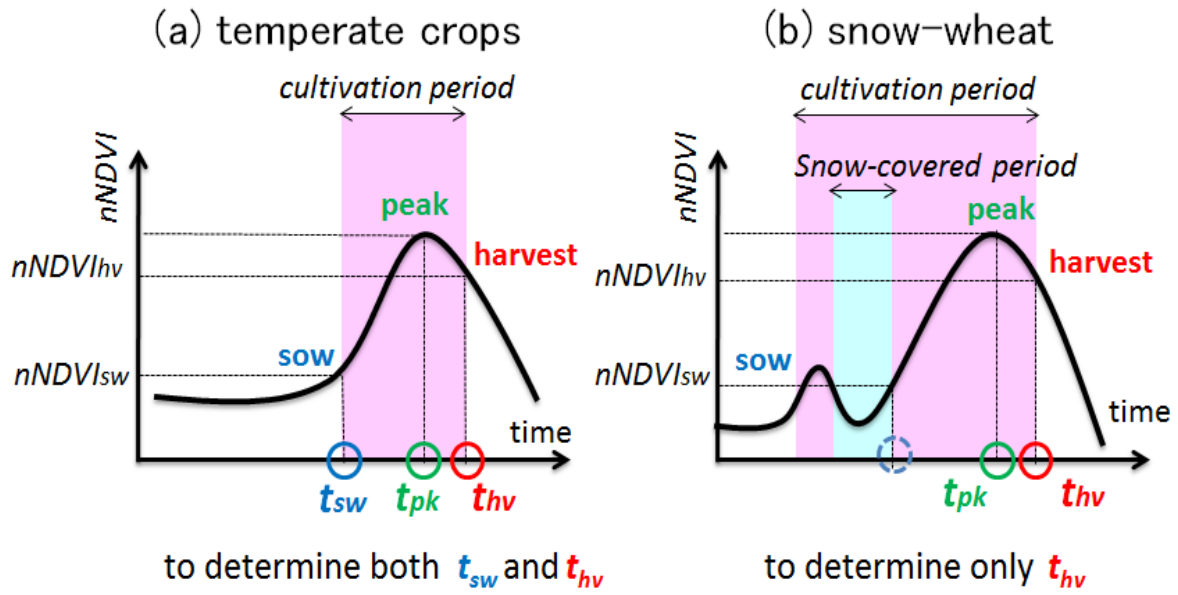 (a) temperate crops
cultivation period
nNDVI
peak
nNDVIhv
harvest
sow
nNDVIsw
time
tsw
tpk
thv
to determine both tsw and thv
(b) snow-wheat
cultivation period
nNDVI
Snow-covered period
peak
nNDVIhv
harvest
sow
nNDVIsw
time
tpk
thv
to determine only thv